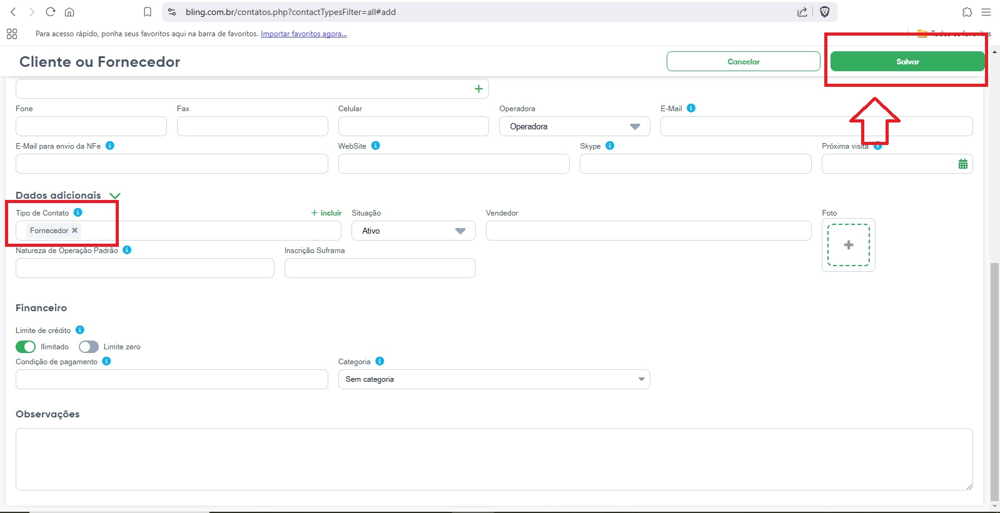 bling.com.br/contatos.php?contactTypesFilter=all#add
Para acesso rápido, ponha seus favoritos aqui na barra de favoritos. Importar favoritos agora...
Todos os favoritos
Cliente ou Fornecedor
Cancelar
Salvar
Fone
Fax
Celular
Operadora
E-Mail
Operadora
E-Mail para envio da NFe
WebSite
Skype
Próxima visita
Dados adicionais
Tipo de Contato
+ incluir
Situação
Vendedor
Foto
Fornecedor
Ativo
Natureza de Operação Padrão
Inscrição Suframa
Financeiro
Limite de crédito
Ilimitado
Limite zero
Condição de pagamento
Categoria
Sem categoria
Observações